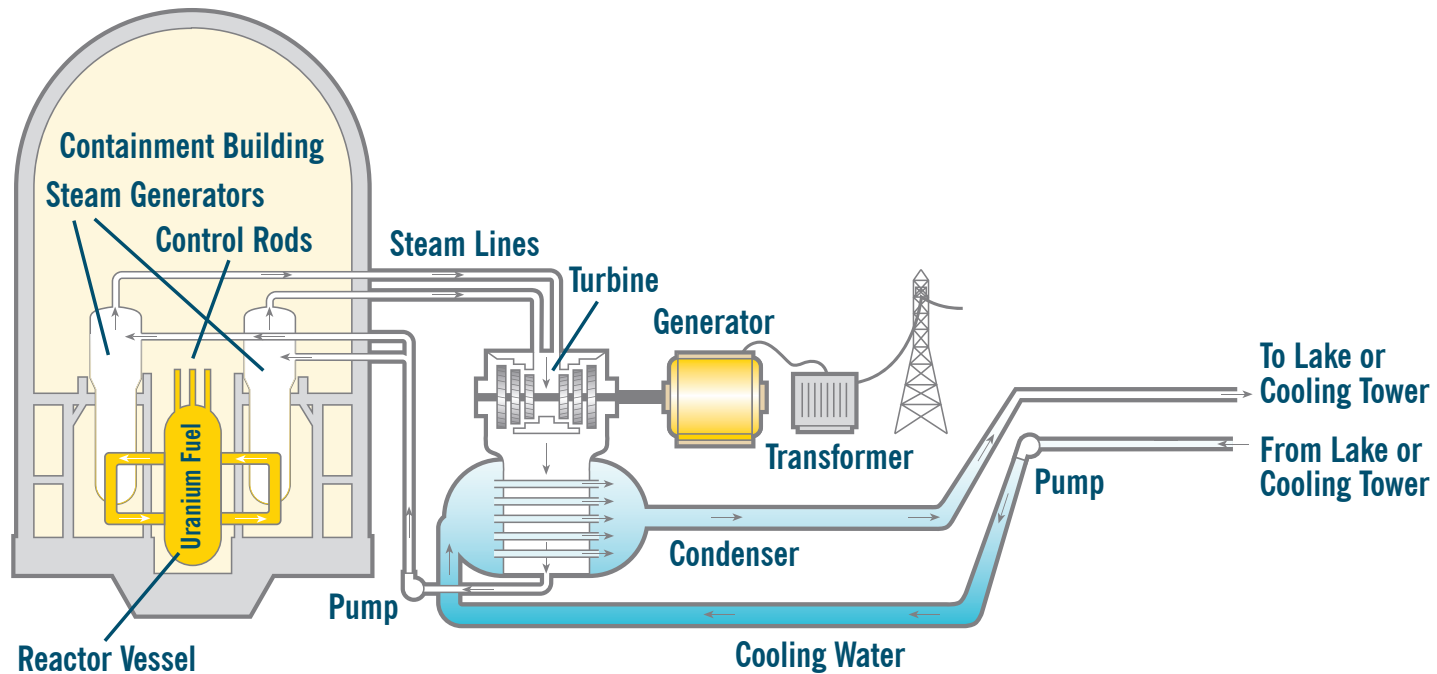 Containment Building
Steam Generators
Control Rods
Steam Lines
Turbine
Generator
To Lake or
Cooling Tower
Transformer
From Lake or
Cooling Tower
Pump
Uranium Fuel
Condenser
Pump
Cooling Water
Reactor Vessel